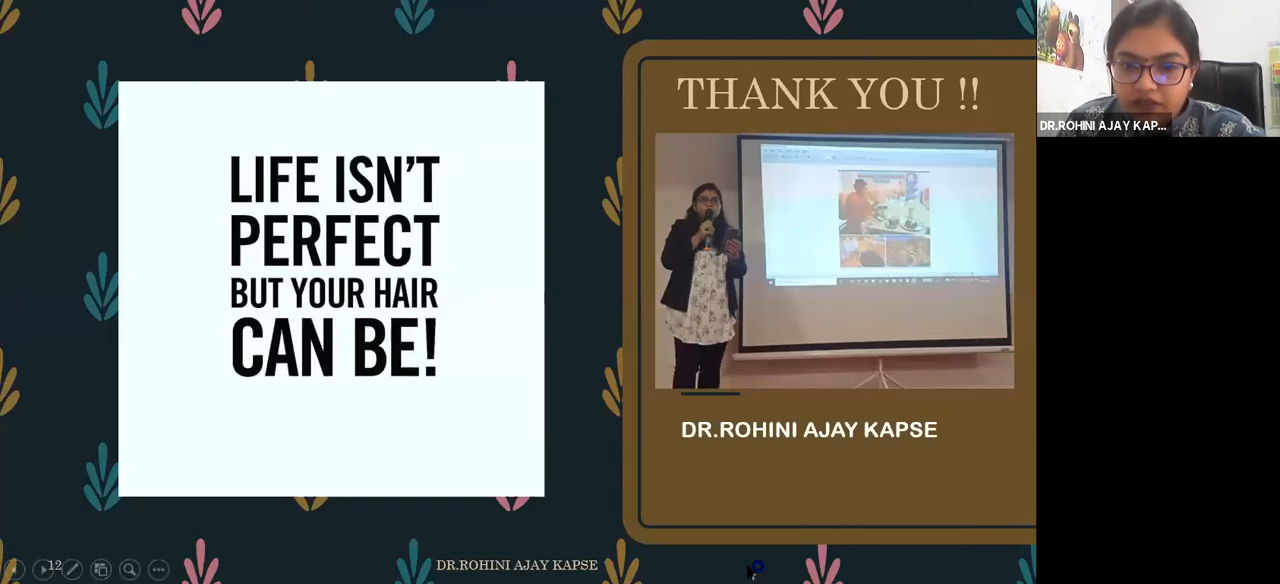 LIFE ISN'T
PERFECT
BUT YOUR HAIR
CAN BE!
THANK YOU !!
DR.ROHINI AJAY KAPSE
12
DR.ROHINI AJAY KAPSE
DR.ROHINI AJAY KAP...